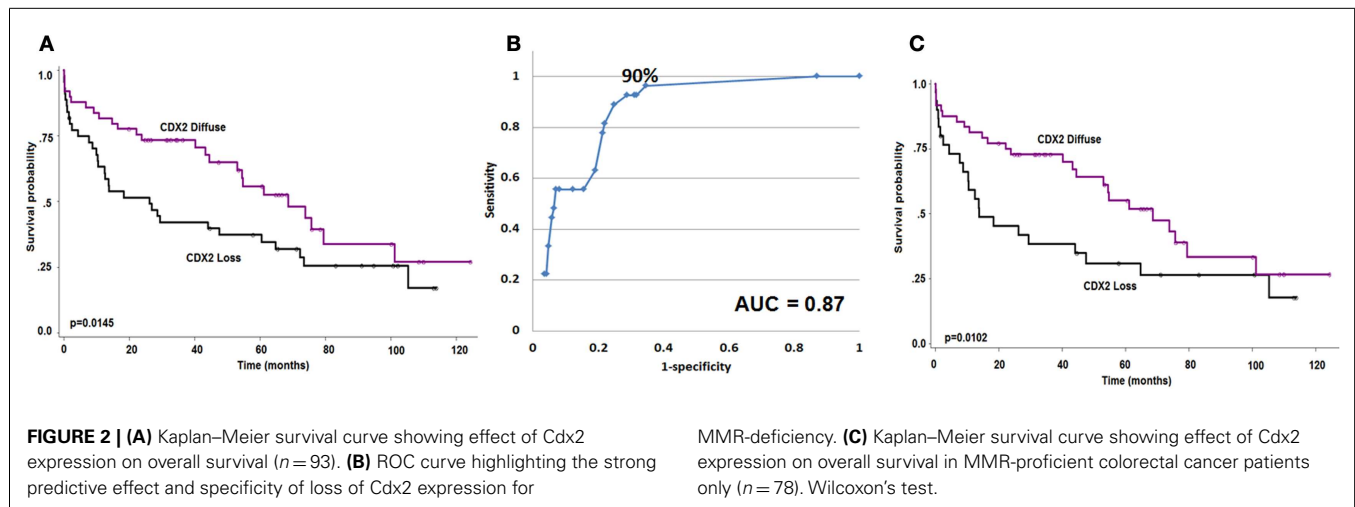 A
1.0
.75
.5
.25
0.0
Survival probability
CDX2 Diffuse
CDX2 Loss
p=0.0145
0 20 40 60 80 100 120
Time (months)
B
1
0.8
0.6
0.4
0.2
0
Sensitivity
90%
AUC = 0.87
0 0.2 0.4 0.6 0.8 1
1-specificity
C
1.0
.75
.5
.25
0.0
Survival probability
CDX2 Diffuse
CDX2 Loss
p=0.0102
0 20 40 60 80 100 120
Time (months)
FIGURE 2 | (A) Kaplan–Meier survival curve showing effect of Cdx2
expression on overall survival (n = 93). (B) ROC curve highlighting the strong
predictive effect and specificity of loss of Cdx2 expression for
MMR-deficiency. (C) Kaplan–Meier survival curve showing effect of Cdx2
expression on overall survival in MMR-proficient colorectal cancer patients
only (n = 78). Wilcoxon's test.